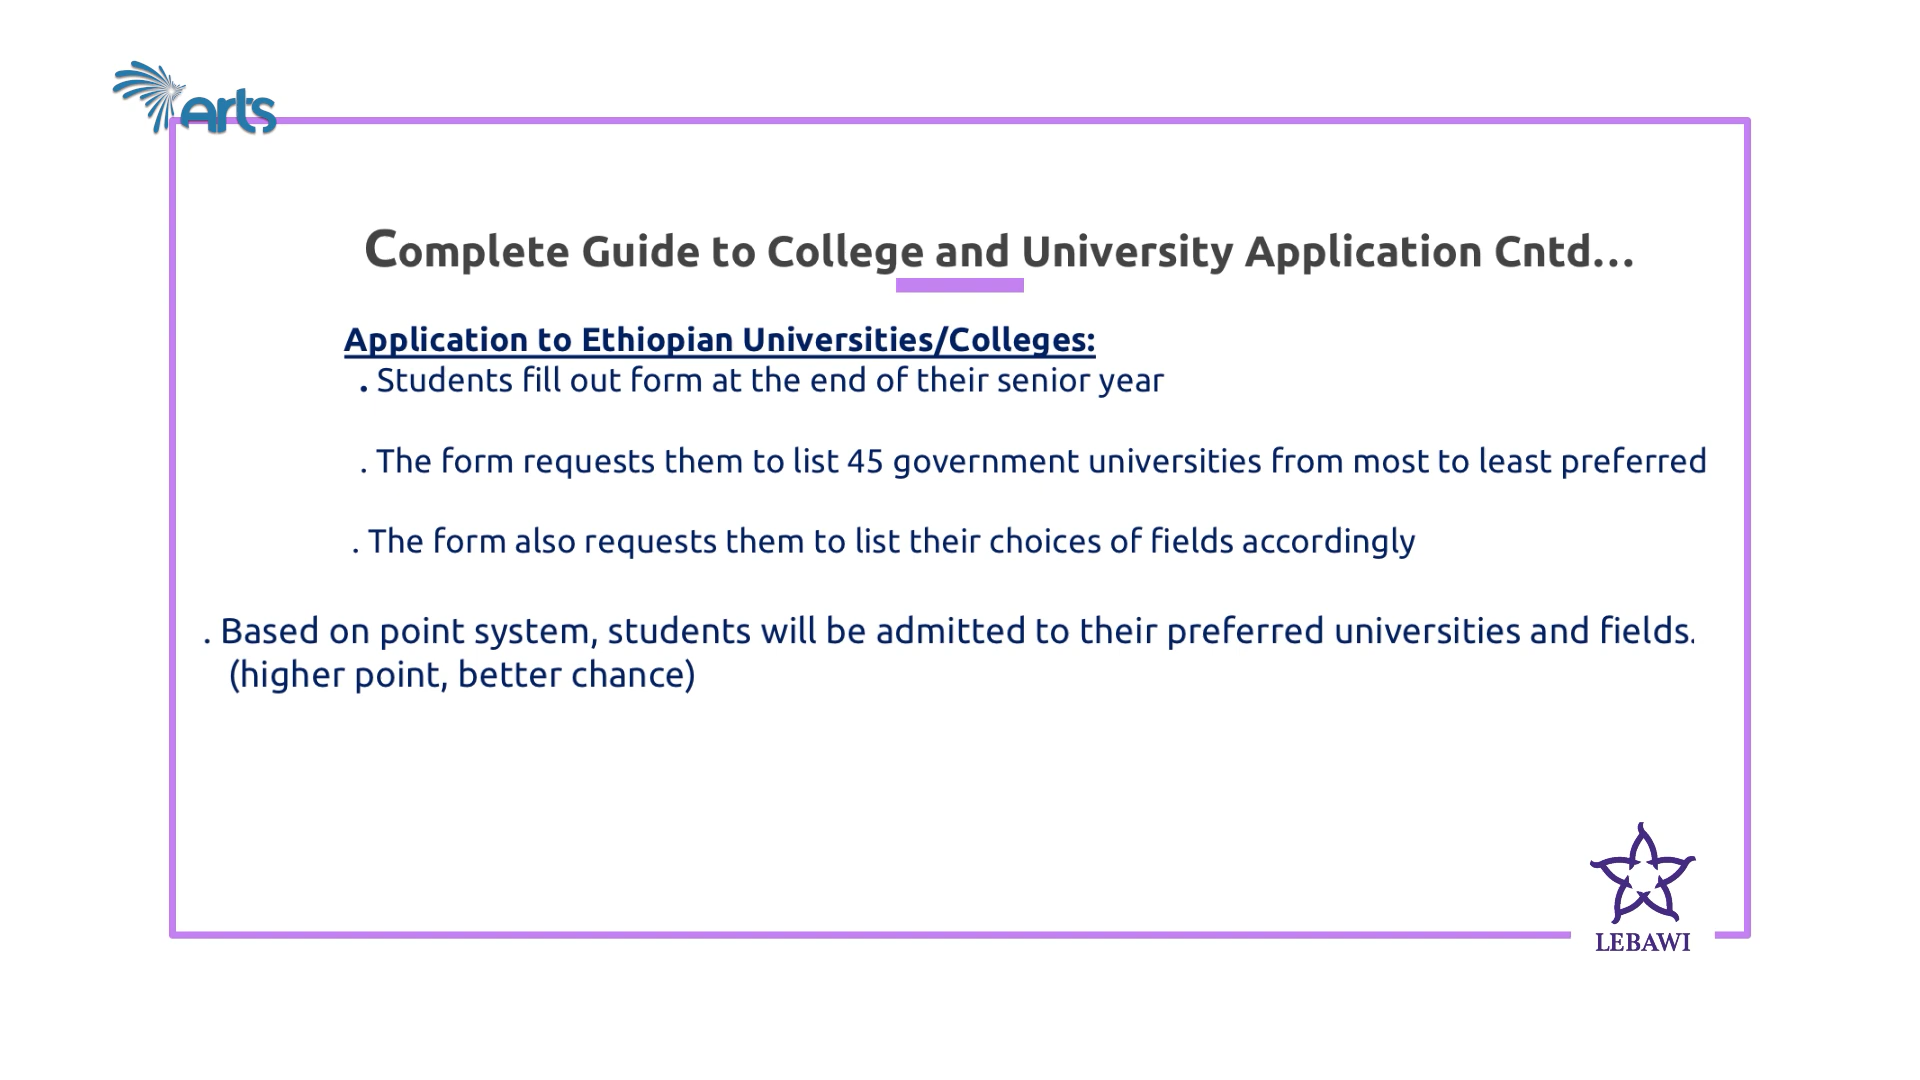 arts
Complete Guide to College and University Application Cntd...
Application to Ethiopian Universities/Colleges:
. Students fill out form at the end of their senior year
. The form requests them to list 45 government universities from most to least preferred
. The form also requests them to list their choices of fields accordingly
. Based on point system, students will be admitted to their preferred universities and fields.
(higher point, better chance)
LEBAWI